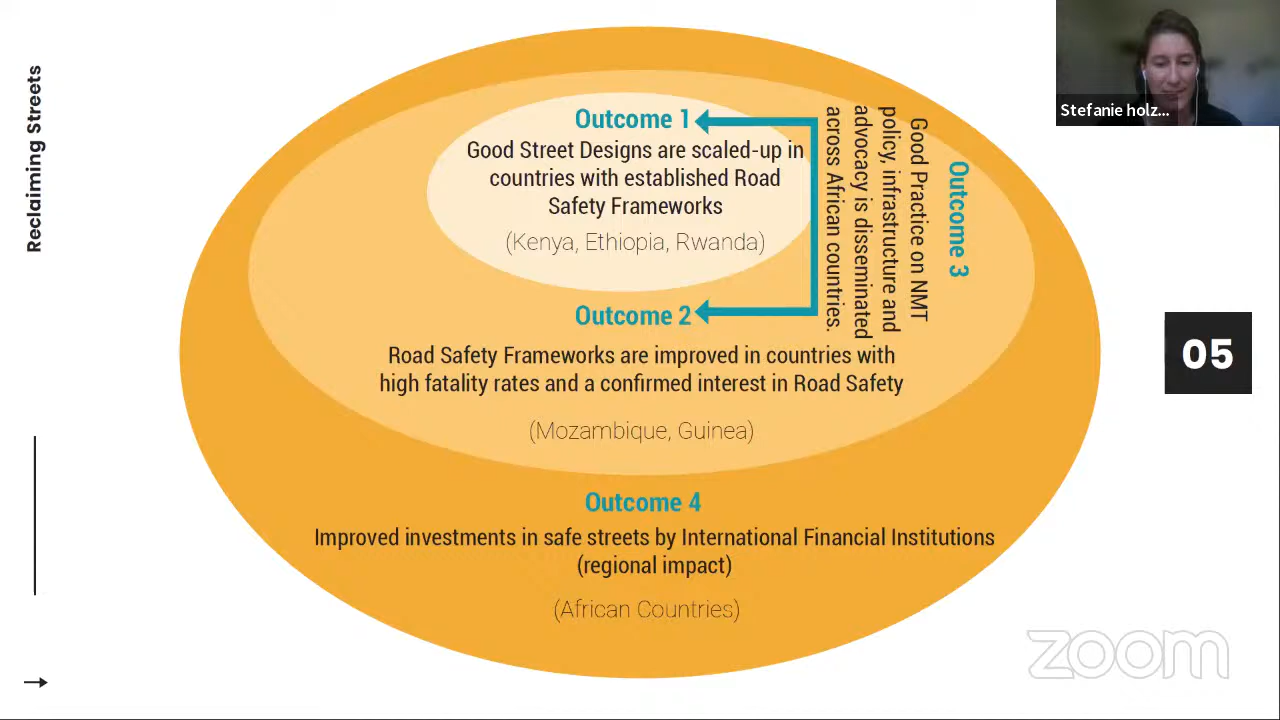 Reclaiming Streets
Outcome 1
Good Street Designs are scaled-up in
countries with established Road
Safety Frameworks
(Kenya, Ethiopia, Rwanda)
Outcome 3
Good Practice on NMT
policy, infrastructure and
advocacy is disseminated
across African countries.
Outcome 2
Road Safety Frameworks are improved in countries with
high fatality rates and a confirmed interest in Road Safety
(Mozambique, Guinea)
Outcome 4
Improved investments in safe streets by International Financial Institutions
(regional impact)
(African Countries)
Stefanie holz...
05
zoom